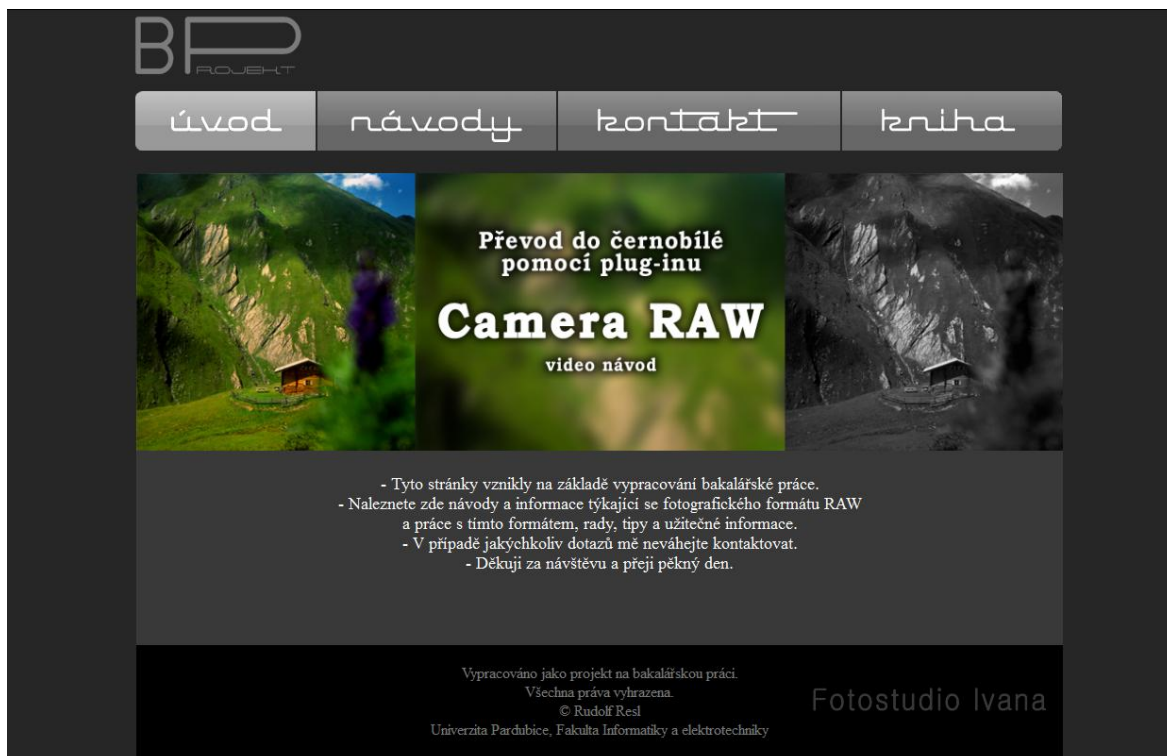 BP
ROJEKT
úvod návody kontakt kniha
Převod do černobílé
pomocí plug-inu
Camera RAW
video návod
- Tyto stránky vznikly na základě vypracování bakalářské práce.
- Naleznete zde návody a informace týkající se fotografického formátu RAW
a práce s tímto formátem, rady, tipy a užitečné informace.
- V případě jakýchkoliv dotazů mě neváhejte kontaktovat.
- Děkuji za návštěvu a přeji pěkný den.
Vypracováno jako projekt na bakalářskou práci.
Všechna práva vyhrazena.
© Rudolf Resl
Univerzita Pardubice, Fakulta Informatiky a elektrotechniky
Fotostudio Ivana